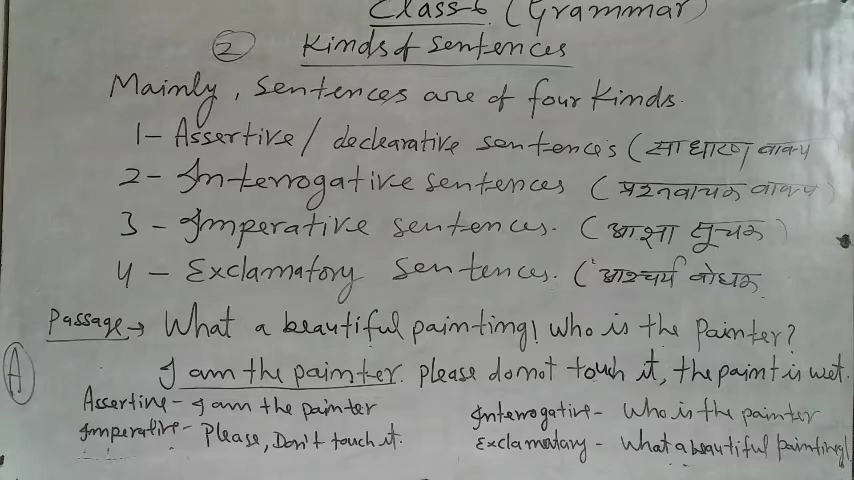 Class-6 (Grammar)
② Kinds of Sentences
Mainly, Sentences are of four Kinds.
1- Assertive / declearative sentences (साधारण वाक्य
2- Interrogative sentences (प्रश्नवाचक वाक्य)
3 - Imperative sentences. (आज्ञा सूचक)
4 - Exclamatory Sentences. (आश्चर्य बोधक
Passage → What a beautiful painting! Who is the Painter?
Ⓐ I am the painter. Please do not touch it, the paint is wet.
Assertive - I am the painter
Interrogative - Who is the painter
Imperative - Please, Don't touch it.
Exclamatary - What a beautiful painting!